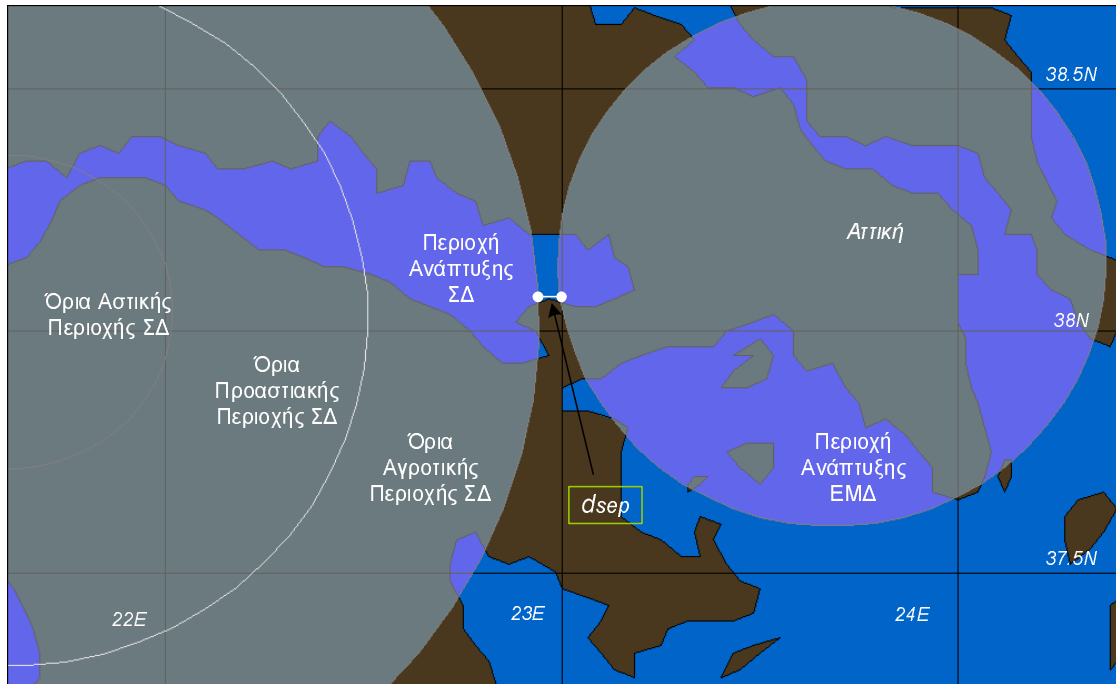 38.5N
Αττική
Περιοχή
Ανάπτυξης
ΣΔ
Όρια Αστικής
Περιοχής ΣΔ
38N
Όρια
Προαστιακής
Περιοχής ΣΔ
Όρια
Αγροτικής
Περιοχής ΣΔ
Περιοχή
Ανάπτυξης
ΕΜΔ
dsep
37.5N
22E
23E
24E